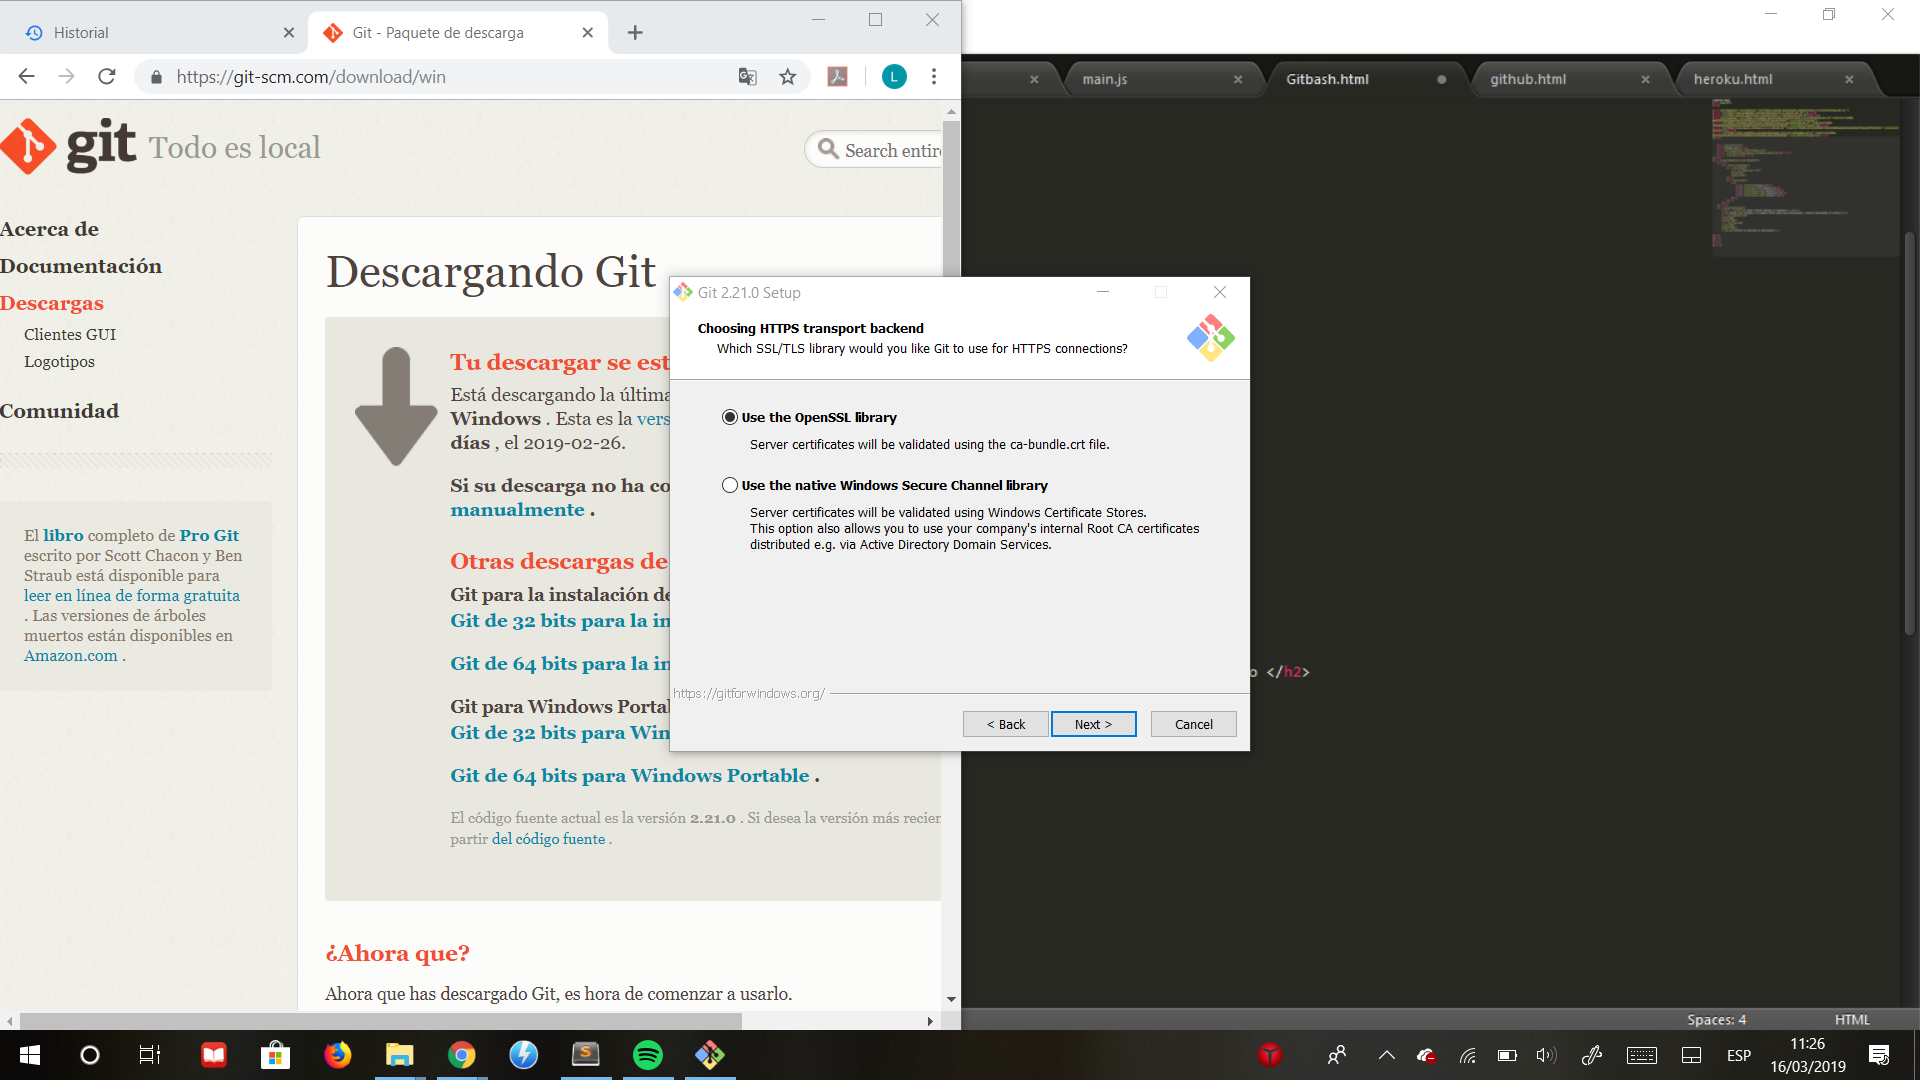 Historial
Git - Paquete de descarga
https://git-scm.com/download/win
L
git Todo es local
Search entir
Acerca de
Documentación
Descargas
Clientes GUI
Logotipos
Comunidad
El libro completo de Pro Git
escrito por Scott Chacon y Ben
Straub está disponible para
leer en línea de forma gratuita
. Las versiones de árboles
muertos están disponibles en
Amazon.com .
Descargando Git
Tu descargar se est
Está descargando la última
Windows . Esta es la vers
días , el 2019-02-26.
Si su descarga no ha co
manualmente .
Otras descargas de
Git para la instalación de
Git de 32 bits para la in
Git de 64 bits para la in
Git para Windows Portal
Git de 32 bits para Win
Git de 64 bits para Windows Portable .
El código fuente actual es la versión 2.21.0 . Si desea la versión más recien
partir del código fuente .
¿Ahora que?
Ahora que has descargado Git, es hora de comenzar a usarlo.
Git 2.21.0 Setup
Choosing HTTPS transport backend
Which SSL/TLS library would you like Git to use for HTTPS connections?
Use the OpenSSL library
Server certificates will be validated using the ca-bundle.crt file.
Use the native Windows Secure Channel library
Server certificates will be validated using Windows Certificate Stores.
This option also allows you to use your company's internal Root CA certificates
distributed e.g. via Active Directory Domain Services.
https://gitforwindows.org/
< Back
Next >
Cancel
main.js
Gitbash.html
github.html
heroku.html
o </h2>
Spaces: 4
HTML
ESP
11:26
16/03/2019